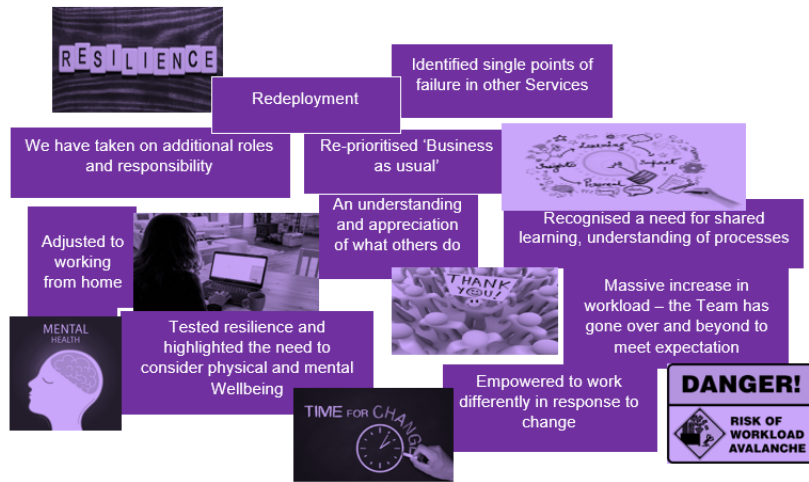 RESILIENCE
Identified single points of
failure in other Services
Redeployment
We have taken on additional roles
and responsibility
Re-prioritised ‘Business
as usual’
Learning
Insights
Impact!
Powered
An understanding
and appreciation
of what others do
Recognised a need for shared
learning, understanding of processes
Adjusted to
working
from home
THANK
YOU!
Massive increase in
workload – the Team has
gone over and beyond to
meet expectation
MENTAL
HEALTH
Tested resilience and
highlighted the need to
consider physical and mental
Wellbeing
TIME FOR CHANGE
Empowered to work
differently in response to
change
DANGER!
RISK OF
WORKLOAD
AVALANCHE